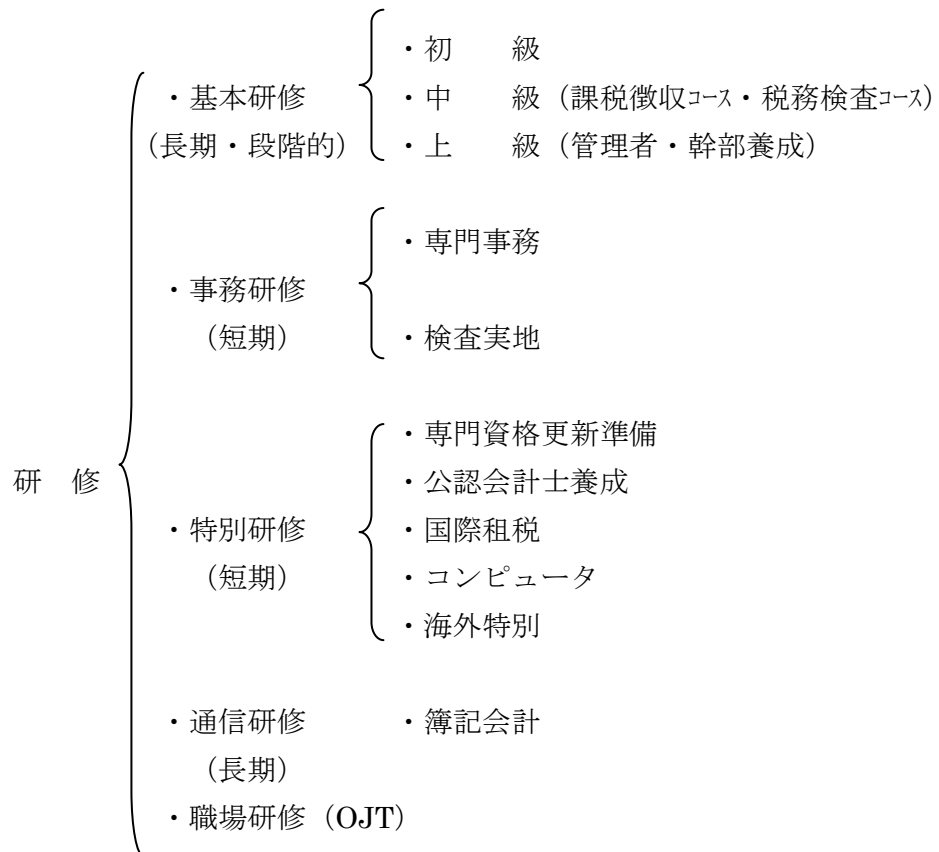 ・初　　級
・基本研修　・中　　級（課税徴収ｺｰｽ・税務検査ｺｰｽ）
（長期・段階的）　・上　　級（管理者・幹部養成）
・専門事務
・事務研修
（短期）　・検査実地
・専門資格更新準備
研　修　・公認会計士養成
・特別研修　・国際租税
（短期）　・コンピュータ
・海外特別
・通信研修　・簿記会計
（長期）
・職場研修（OJT）